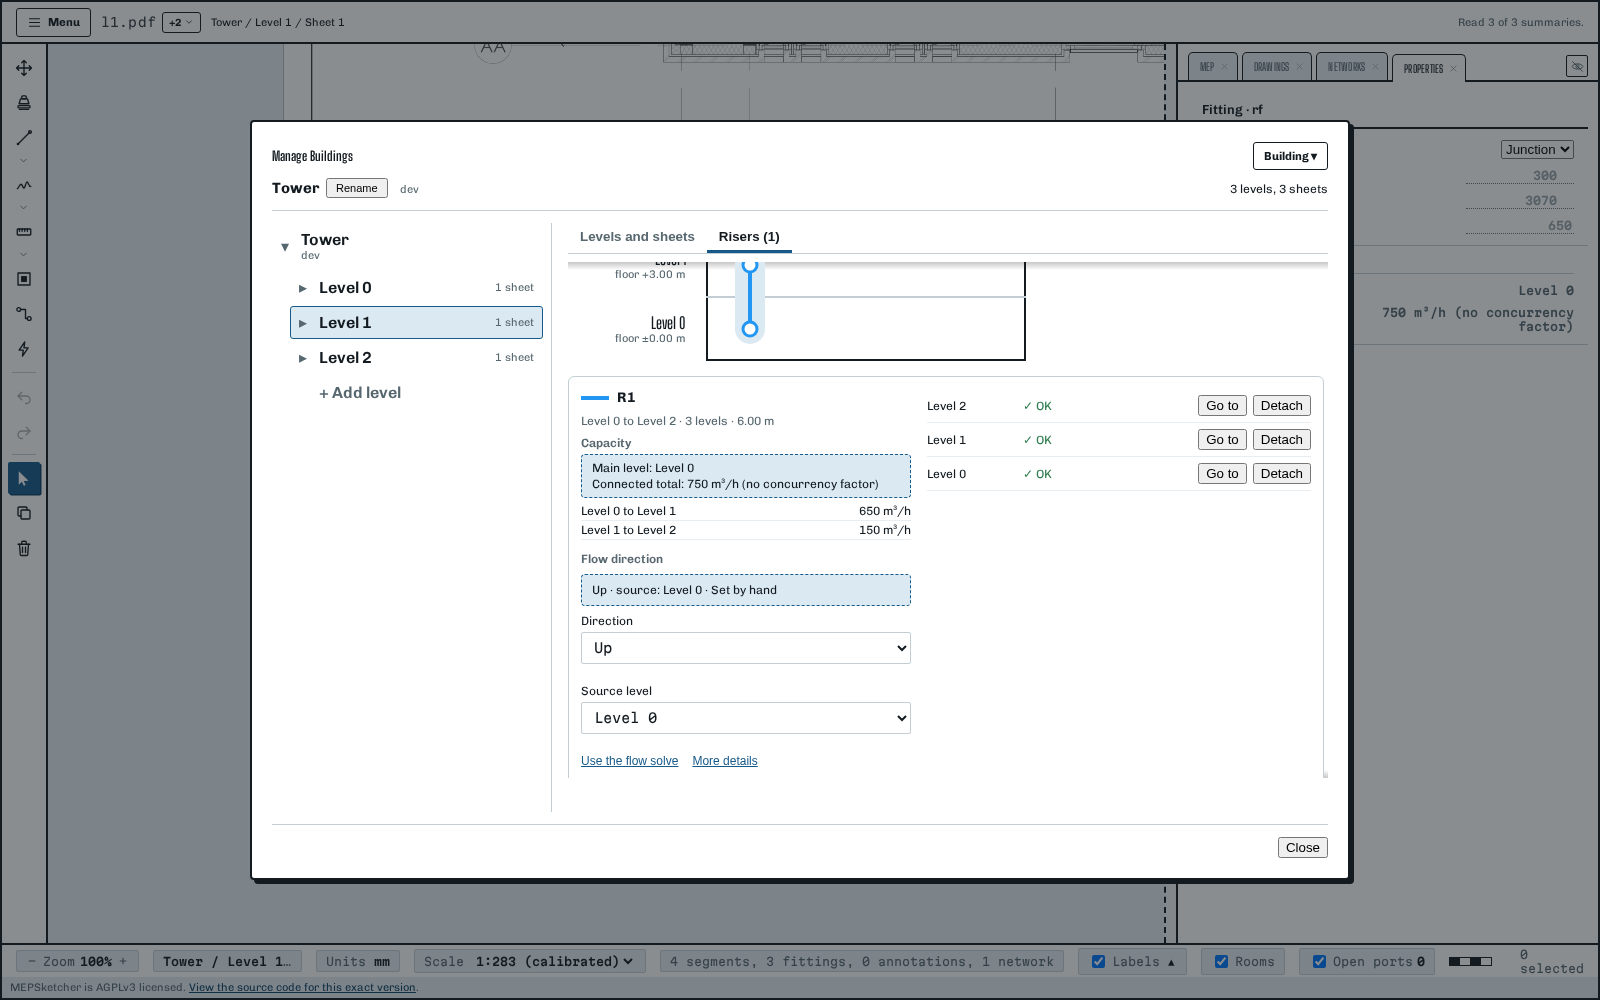 Menu
l1.pdf
+2
Tower / Level 1 / Sheet 1
Read 3 of 3 summaries.
AA
MEP
DRAWINGS
NETWORKS
PROPERTIES
Fitting · rf
Junction
300
3070
650
Level 0
750 m³/h (no concurrency
factor)
Manage Buildings
Building▾
Tower
Rename
dev
3 levels, 3 sheets
Tower
dev
Level 0
1 sheet
Level 1
1 sheet
Level 2
1 sheet
+ Add level
Levels and sheets
Risers (1)
Level 1
floor +3.00 m
Level 0
floor ±0.00 m
R1
Level 0 to Level 2 · 3 levels · 6.00 m
Capacity
Main level: Level 0
Connected total: 750 m³/h (no concurrency factor)
Level 0 to Level 1
650 m³/h
Level 1 to Level 2
150 m³/h
Flow direction
Up · source: Level 0 · Set by hand
Direction
Up
Source level
Level 0
Use the flow solve
More details
Level 2
✓ OK
Go to
Detach
Level 1
✓ OK
Go to
Detach
Level 0
✓ OK
Go to
Detach
Close
− Zoom 100% +
Tower / Level 1…
Units mm
Scale 1:283 (calibrated)
4 segments, 3 fittings, 0 annotations, 1 network
Labels ▲
Rooms
Open ports 0
0 selected
MEPSketcher is AGPLv3 licensed. View the source code for this exact version.